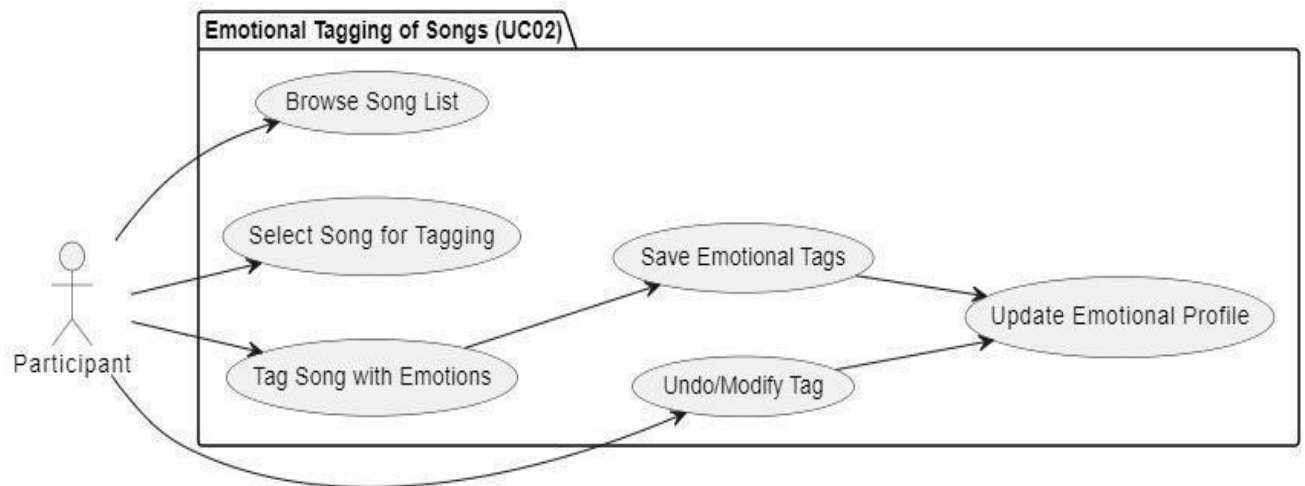 Emotional Tagging of Songs (UC02)
Browse Song List
Select Song for Tagging
Save Emotional Tags
Update Emotional Profile
Participant
Tag Song with Emotions
Undo/Modify Tag